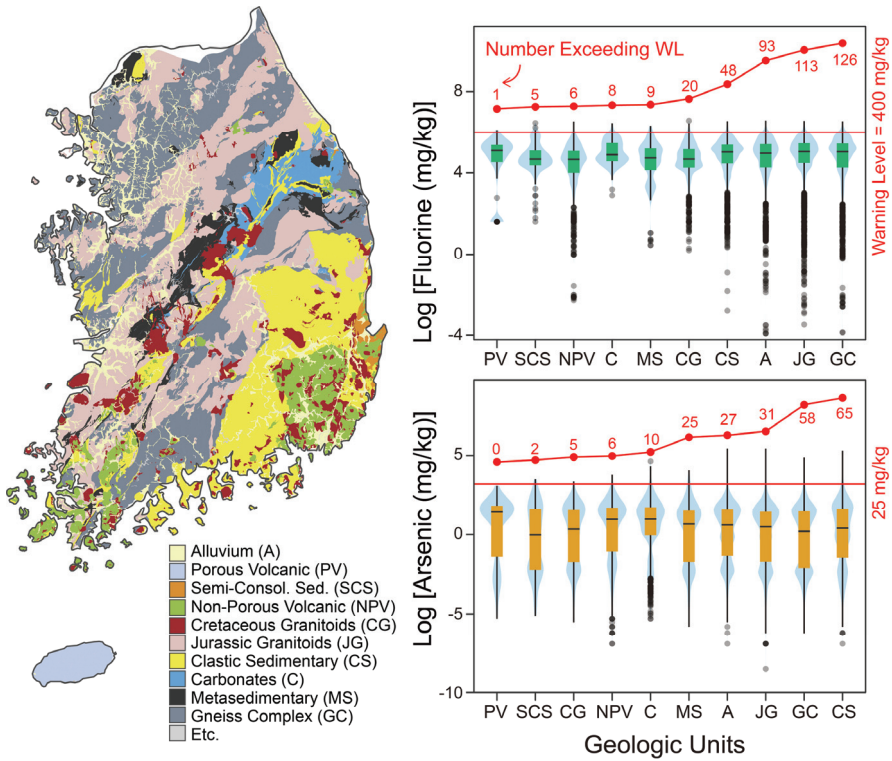 Alluvium (A)
Porous Volcanic (PV)
Semi-Consol. Sed. (SCS)
Non-Porous Volcanic (NPV)
Cretaceous Granitoids (CG)
Jurassic Granitoids (JG)
Clastic Sedimentary (CS)
Carbonates (C)
Metasedimentary (MS)
Gneiss Complex (GC)
Etc.
Log [Fluorine (mg/kg)]
8
4
0
-4
Number Exceeding WL
1 5 6 8 9 20 48 93 113 126
Warning Level = 400 mg/kg
PV SCS NPV C MS CG CS A JG GC
Log [Arsenic (mg/kg)]
5
0
-5
-10
0 2 5 6 10 25 27 31 58 65
25 mg/kg
PV SCS CG NPV C MS A JG GC CS
Geologic Units